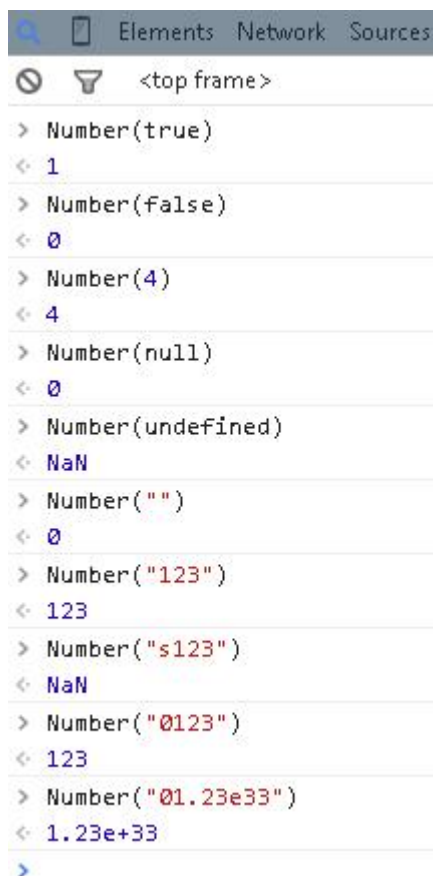 Elements Network Sources
<top frame>
> Number(true)
<· 1
> Number(false)
<· 0
> Number(4)
<· 4
> Number(null)
<· 0
> Number(undefined)
<· NaN
> Number("")
<· 0
> Number("123")
<· 123
> Number("s123")
<· NaN
> Number("0123")
<· 123
> Number("01.23e33")
<· 1.23e+33
>